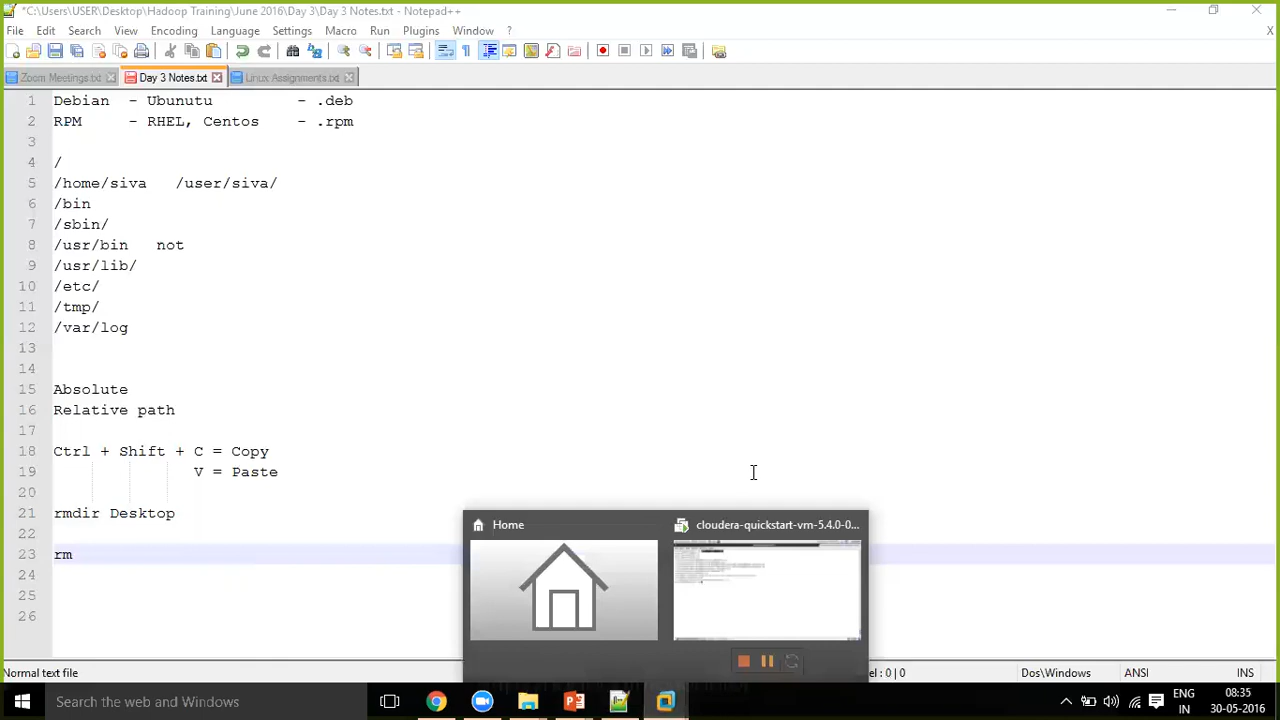 *C:\Users\USER\Desktop\Hadoop Training\June 2016\Day 3\Day 3 Notes.txt - Notepad++
File Edit Search View Encoding Language Settings Macro Run Plugins Window ? X
Zoom Meetings.txt Day 3 Notes.txt Linux Assignments.txt
1 Debian - Ubunutu - .deb
2 RPM - RHEL, Centos - .rpm
3
4 /
5 /home/siva /user/siva/
6 /bin
7 /sbin/
8 /usr/bin not
9 /usr/lib/
10 /etc/
11 /tmp/
12 /var/log
13
14
15 Absolute
16 Relative path
17
18 Ctrl + Shift + C = Copy
19 V = Paste
20
21 rmdir Desktop
22
23 rm
24
25
26
Home
cloudera-quickstart-vm-5.4.0-0...
Normal text file : 0 | 0 Dos\Windows ANSI INS
Search the web and Windows
ENG
IN
08:35
30-05-2016